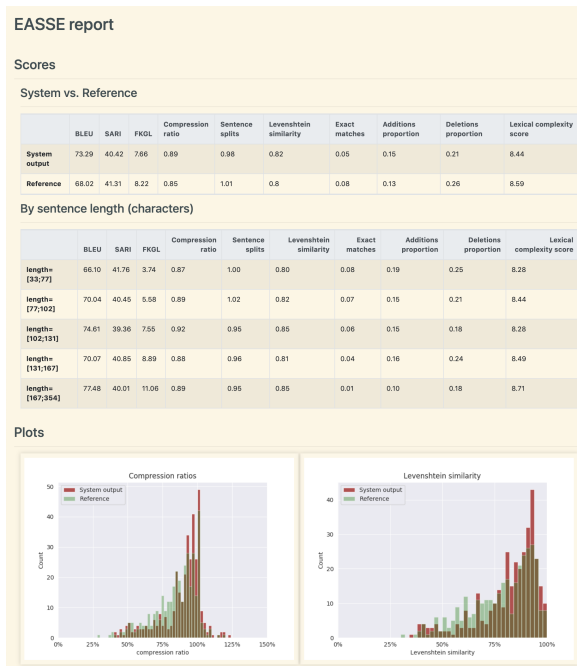 EASSE report
Scores
System vs. Reference
BLEU SARI FKGL Compression ratio Sentence splits Levenshtein similarity Exact matches Additions proportion Deletions proportion Lexical complexity score
System output 73.29 40.42 7.66 0.89 0.98 0.82 0.05 0.15 0.21 8.44
Reference 68.02 41.31 8.22 0.85 1.01 0.8 0.08 0.13 0.26 8.59
By sentence length (characters)
BLEU SARI FKGL Compression ratio Sentence splits Levenshtein similarity Exact matches Additions proportion Deletions proportion Lexical complexity score
length=[33;77] 66.10 41.76 3.74 0.87 1.00 0.80 0.08 0.19 0.25 8.28
length=[77;102] 70.04 40.45 5.58 0.89 1.02 0.82 0.07 0.15 0.21 8.44
length=[102;131] 74.61 39.36 7.55 0.92 0.95 0.85 0.06 0.15 0.18 8.28
length=[131;167] 70.07 40.85 8.89 0.88 0.96 0.81 0.04 0.16 0.24 8.49
length=[167;354] 77.48 40.01 11.06 0.89 0.95 0.85 0.01 0.10 0.18 8.71
Plots
Compression ratios
System output
Reference
50
40
30
20
10
0
Count
0% 25% 50% 75% 100% 125% 150%
compression ratio
Levenshtein similarity
System output
Reference
40
30
20
10
0
Count
0% 25% 50% 75% 100%
Levenshtein similarity